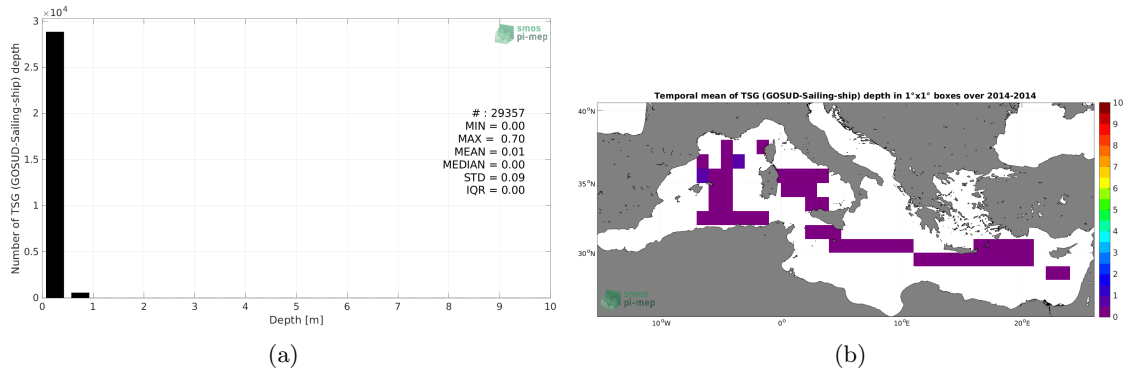 ×10⁴
3
2.5
2
1.5
1
0.5
0
Number of TSG (GOSUD-Sailing-ship) depth
smos
pi-mep
# : 29357
MIN = 0.00
MAX = 0.70
MEAN = 0.01
MEDIAN = 0.00
STD = 0.09
IQR = 0.00
0 1 2 3 4 5 6 7 8 9 10
Depth [m]
(a)
Temporal mean of TSG (GOSUD-Sailing-ship) depth in 1°x1° boxes over 2014-2014
40°N
35°N
30°N
smos
pi-mep
10°W 0° 10°E 20°E
10
9
8
7
6
5
4
3
2
1
0
(b)